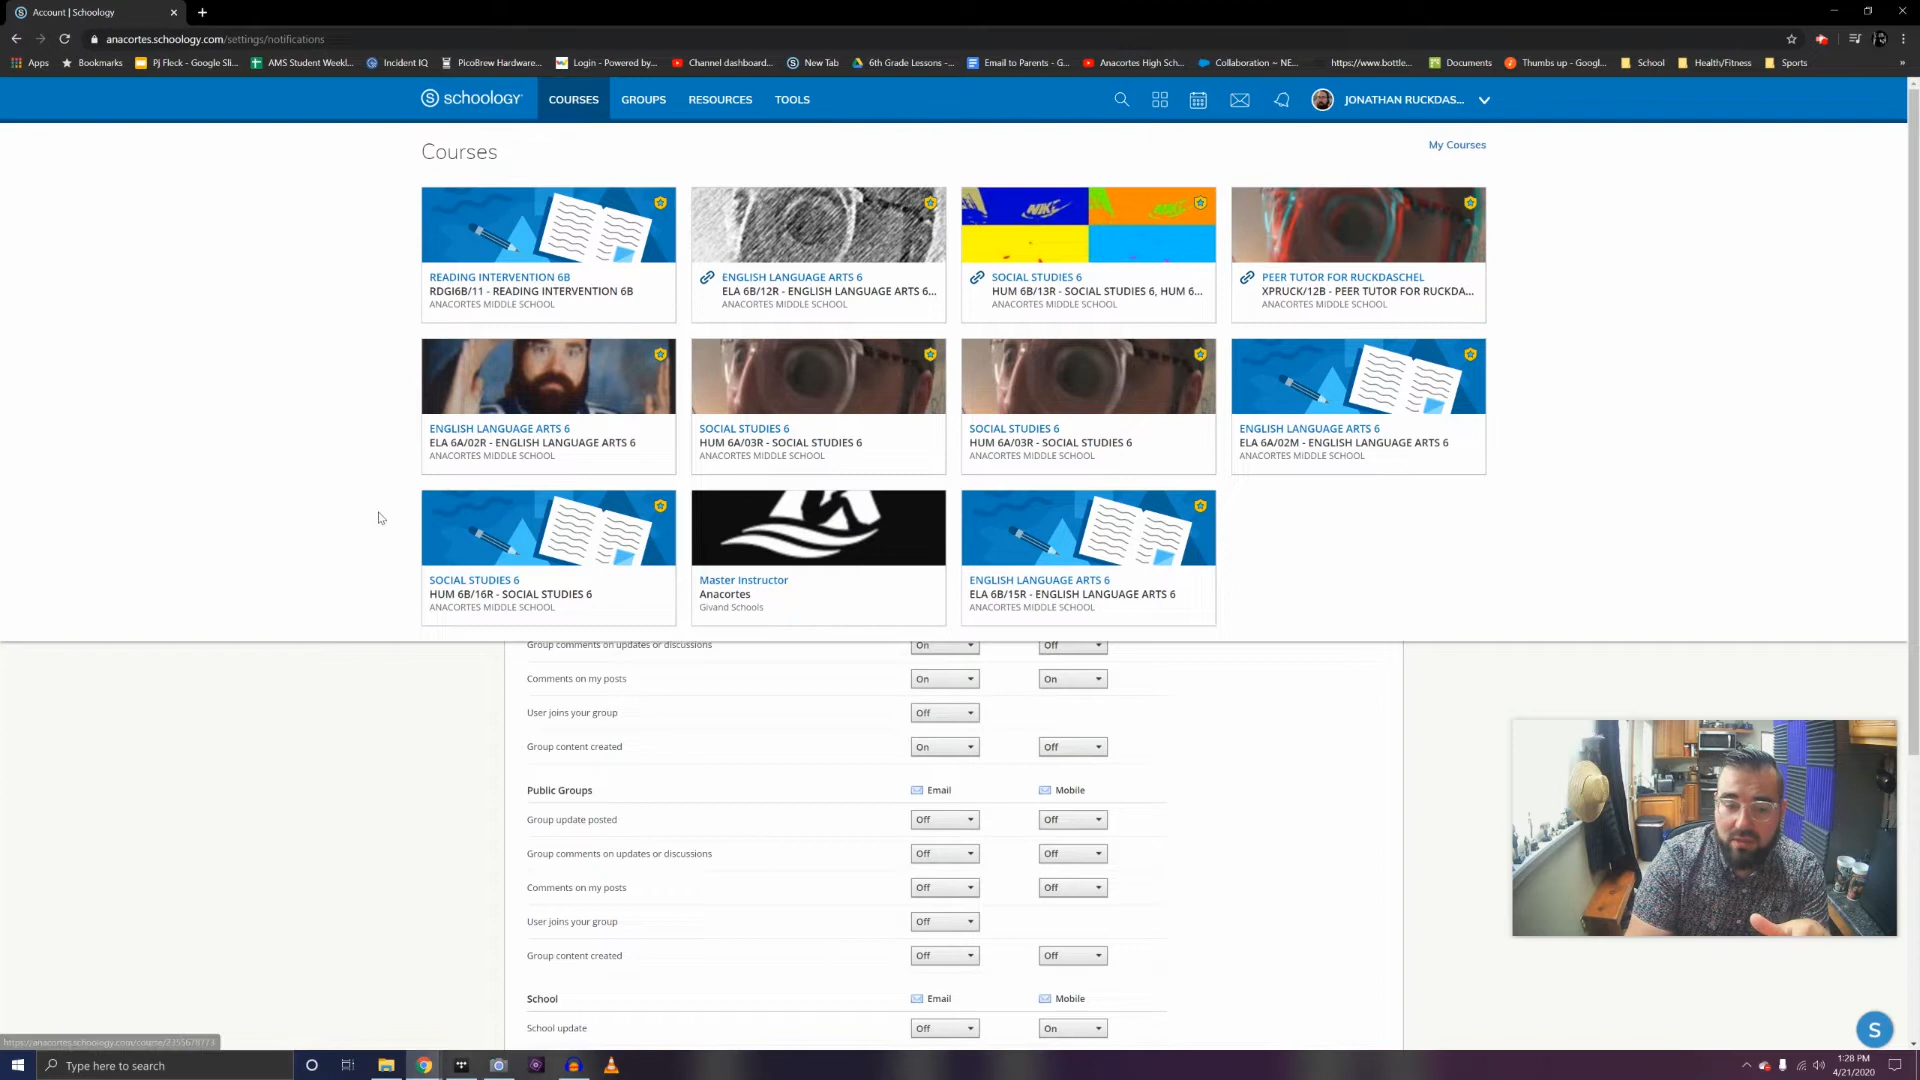 Account | Schoology
anacortes.schoology.com/settings/notifications
Apps Bookmarks Pj Fleck - Google Sli... AMS Student Weekl... Incident IQ PicoBrew Hardware... Login - Powered by... Channel dashboard... New Tab 6th Grade Lessons -... Email to Parents - G... Anacortes High Sch... Collaboration ~ NE... https://www.bottle... Documents Thumbs up - Googl... School Health/Fitness Sports
S schoology COURSES GROUPS RESOURCES TOOLS JONATHAN RUCKDAS...
Courses My Courses
READING INTERVENTION 6B
RDGI6B/11 - READING INTERVENTION 6B
ANACORTES MIDDLE SCHOOL
ENGLISH LANGUAGE ARTS 6
ELA 6B/12R - ENGLISH LANGUAGE ARTS 6...
ANACORTES MIDDLE SCHOOL
NIKE
SOCIAL STUDIES 6
HUM 6B/13R - SOCIAL STUDIES 6, HUM 6...
ANACORTES MIDDLE SCHOOL
PEER TUTOR FOR RUCKDASCHEL
XPRUCK/12B - PEER TUTOR FOR RUCKDA...
ANACORTES MIDDLE SCHOOL
ENGLISH LANGUAGE ARTS 6
ELA 6A/02R - ENGLISH LANGUAGE ARTS 6
ANACORTES MIDDLE SCHOOL
SOCIAL STUDIES 6
HUM 6A/03R - SOCIAL STUDIES 6
ANACORTES MIDDLE SCHOOL
SOCIAL STUDIES 6
HUM 6A/03R - SOCIAL STUDIES 6
ANACORTES MIDDLE SCHOOL
ENGLISH LANGUAGE ARTS 6
ELA 6A/02M - ENGLISH LANGUAGE ARTS 6
ANACORTES MIDDLE SCHOOL
SOCIAL STUDIES 6
HUM 6B/16R - SOCIAL STUDIES 6
ANACORTES MIDDLE SCHOOL
Master Instructor
Anacortes
Givand Schools
ENGLISH LANGUAGE ARTS 6
ELA 6B/15R - ENGLISH LANGUAGE ARTS 6
ANACORTES MIDDLE SCHOOL
Group comments on updates or discussions On Off
Comments on my posts On On
User joins your group Off
Group content created On Off
Public Groups Email Mobile
Group update posted Off Off
Group comments on updates or discussions Off Off
Comments on my posts Off Off
User joins your group Off
Group content created Off Off
School Email Mobile
School update Off On
S
https://anacortes.schoology.com/course/2355678773
Type here to search
1:28 PM
4/21/2020